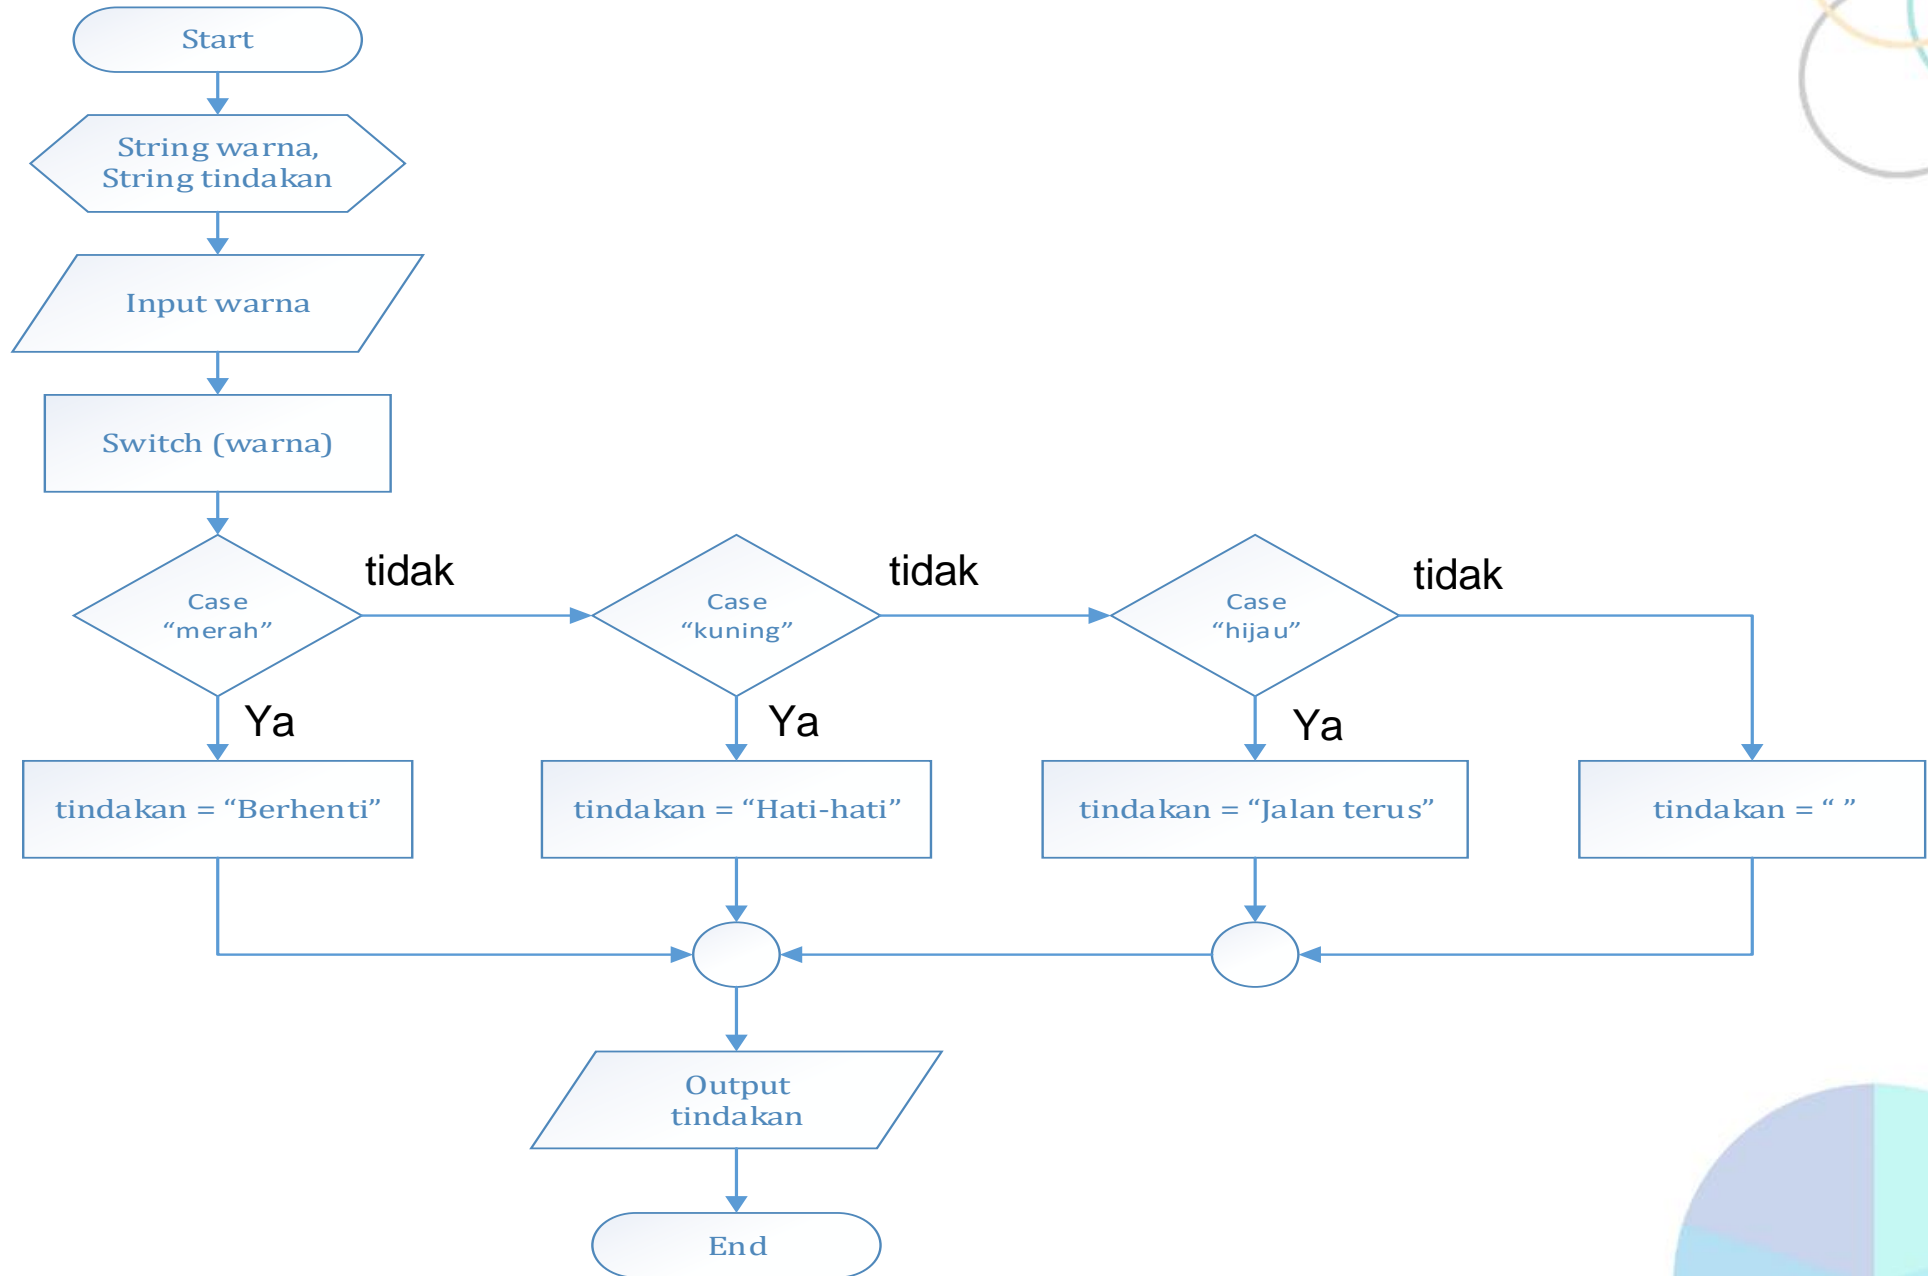 Start
String warna,
String tindakan
Input warna
Switch (warna)
Case
“merah”
tidak
Case
“kuning”
tidak
Case
“hijau”
tidak
Ya
Ya
Ya
tindakan = “Berhenti”
tindakan = “Hati-hati”
tindakan = “Jalan terus”
tindakan = “ ”
Output
tindakan
End